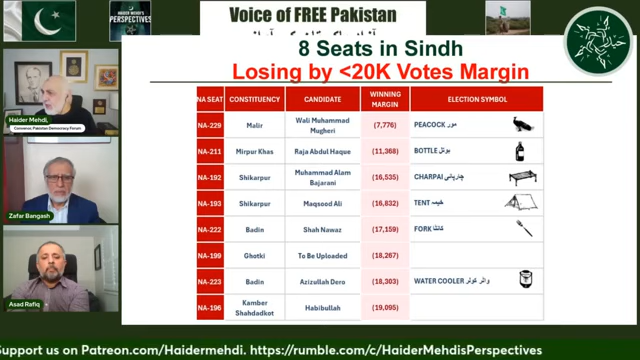 HAIDER MEHDI'S
PERSPECTIVES
Voice of FREE Pakistan
8 Seats in Sindh
Losing by <20K Votes Margin
NA SEAT CONSTITUENCY CANDIDATE WINNING MARGIN ELECTION SYMBOL
NA-229 Malir Wali Muhammad Mugheri (7,776) PEACOCK مور
NA-211 Mirpur Khas Raja Abdul Haque (11,368) BOTTLE بوتل
NA-192 Shikarpur Muhammad Alam Bajarani (16,535) CHARPAI چارپائی
NA-193 Shikarpur Maqsood Ali (16,832) TENT خیمہ
NA-222 Badin Shah Nawaz (17,159) FORK کانٹا
NA-199 Ghotki To Be Uploaded (18,267)
NA-223 Badin Azizullah Dero (18,303) WATER COOLER واٹر کولر
NA-196 Kamber Shahdadkot Habibullah (19,095)
Haider Mehdi,
Convenor, Pakistan Democracy Forum
Zafar Bangash
Asad Rafiq
Support us on Patreon.com/Haidermehdi. https://rumble.com/c/HaiderMehdisPerspectives